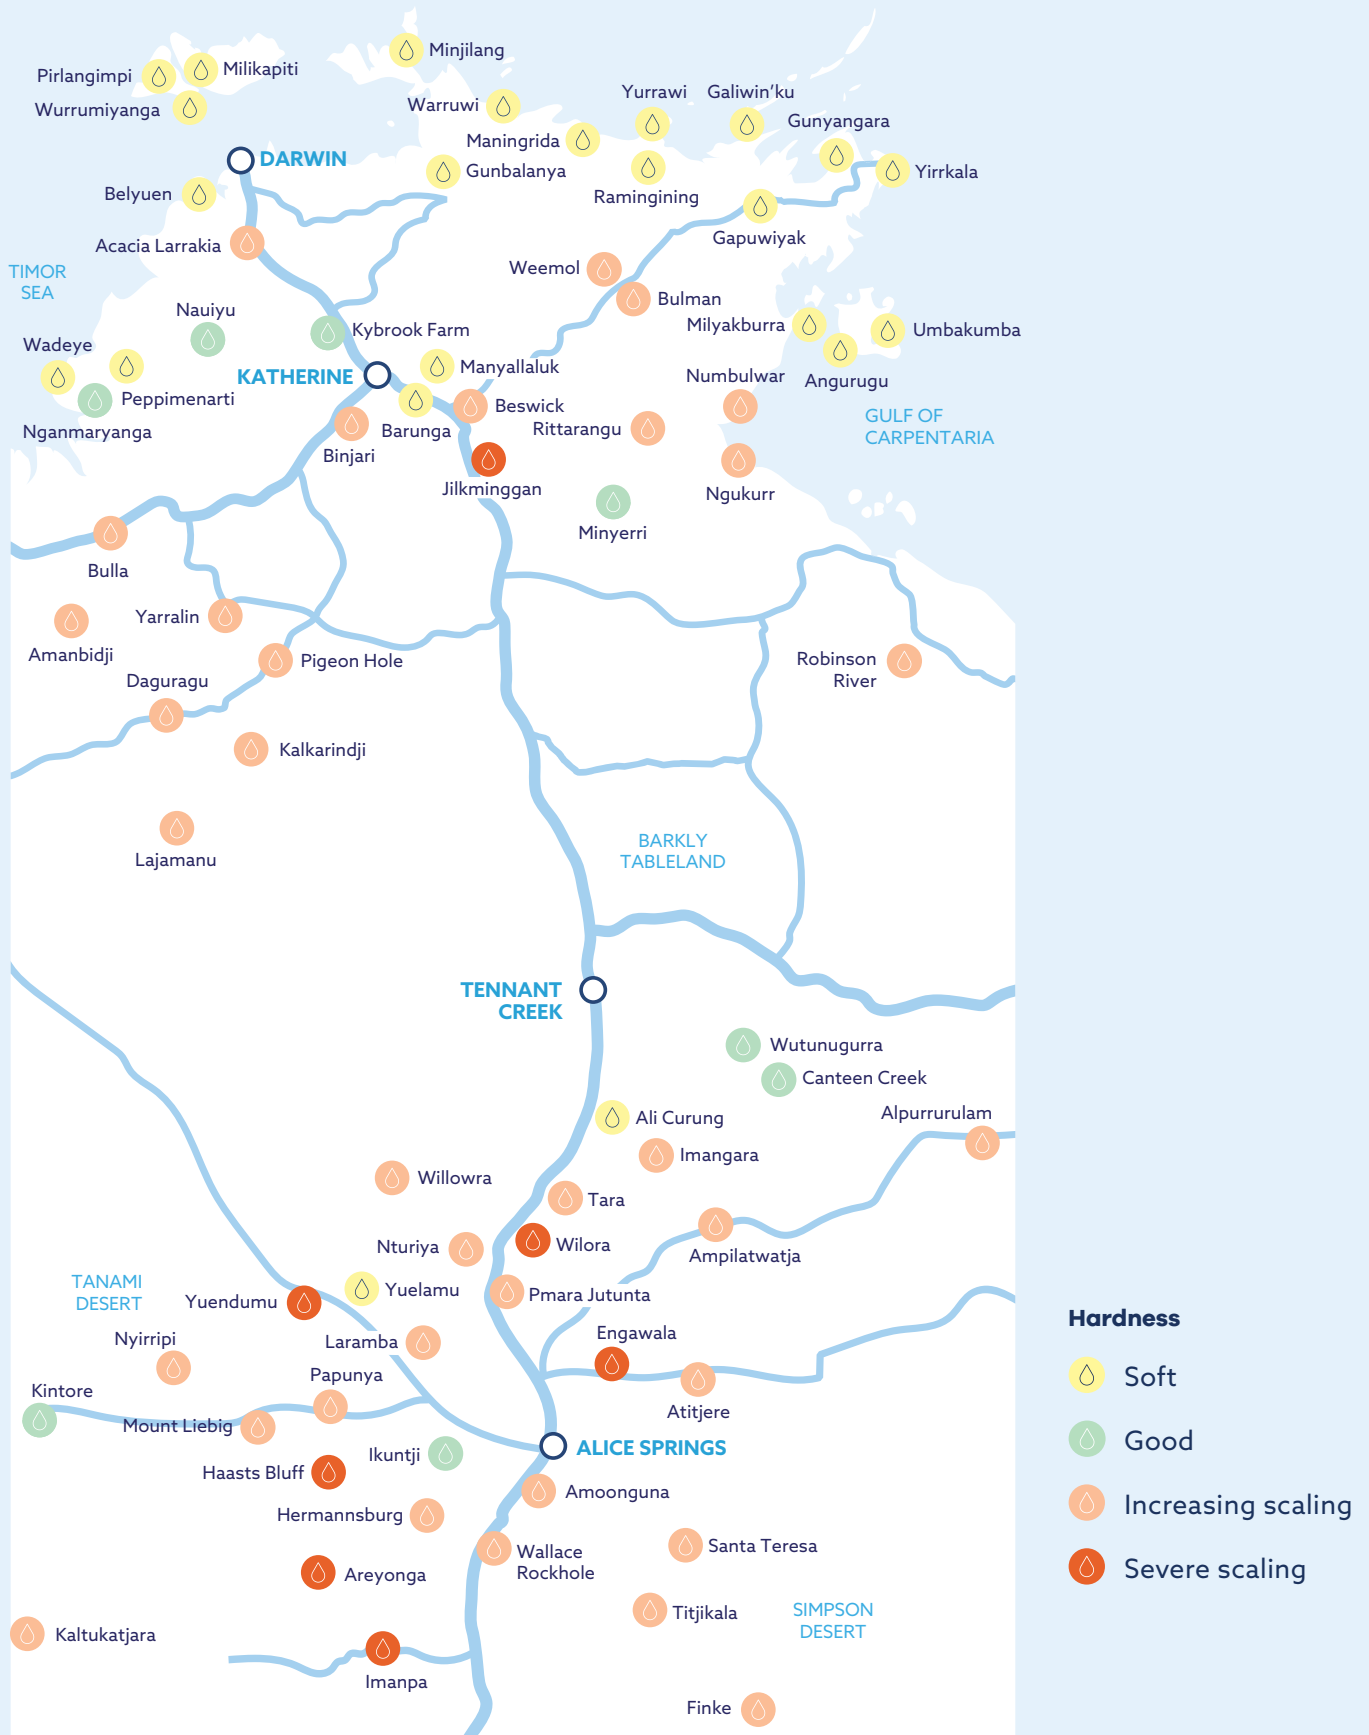 Minjilang
Pirlangimpi
Milikapiti
Wurrumiyanga
Warruwi
Yurrawi
Galiwin’ku
Gunyangara
Maningrida
DARWIN
Gunbalanya
Yirrkala
Belyuen
Ramingining
Gapuwiyak
Acacia Larrakia
TIMOR
SEA
Weemol
Bulman
Nauiyu
Kybrook Farm
Milyakburra
Umbakumba
Wadeye
Manyallaluk
KATHERINE
Numbulwar
Angurugu
Peppimenarti
Beswick
GULF OF
CARPENTARIA
Nganmaryanga
Barunga
Rittarangu
Binjari
Jilkminggan
Ngukurr
Minyerri
Bulla
Yarralin
Amanbidji
Pigeon Hole
Robinson
River
Daguragu
Kalkarindji
Lajamanu
BARKLY
TABLELAND
TENNANT
CREEK
Wutunugurra
Canteen Creek
Ali Curung
Alpurrurulam
Imangara
Willowra
Tara
Nturiya
Wilora
Ampilatwatja
TANAMI
DESERT
Yuendumu
Yuelamu
Pmara Jutunta
Nyirripi
Laramba
Engawala
Kintore
Papunya
Mount Liebig
Atitjere
Ikuntji
ALICE SPRINGS
Haasts Bluff
Amoonguna
Hermannsburg
Wallace
Rockhole
Santa Teresa
Areyonga
Titjikala
SIMPSON
DESERT
Kaltukatjara
Imanpa
Finke
Hardness
Soft
Good
Increasing scaling
Severe scaling